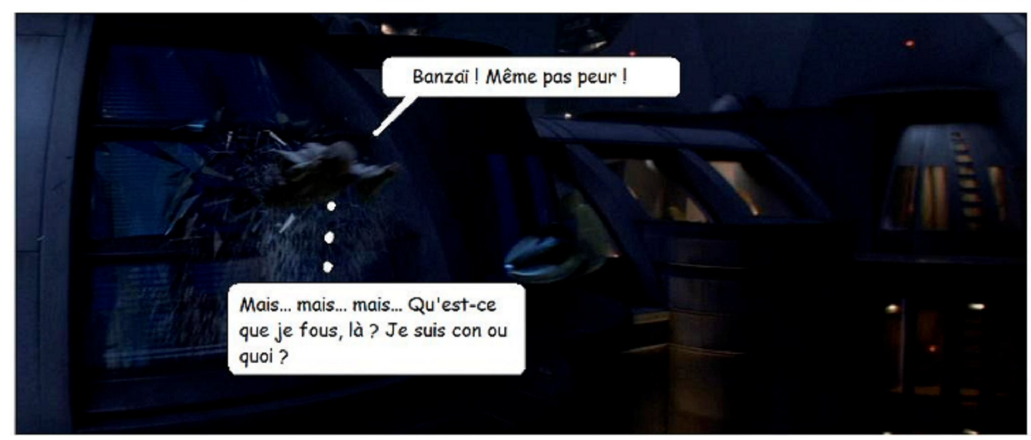 Banzaï ! Même pas peur !
Mais... mais... mais... Qu'est-ce
que je fous, là ? Je suis con ou
quoi ?